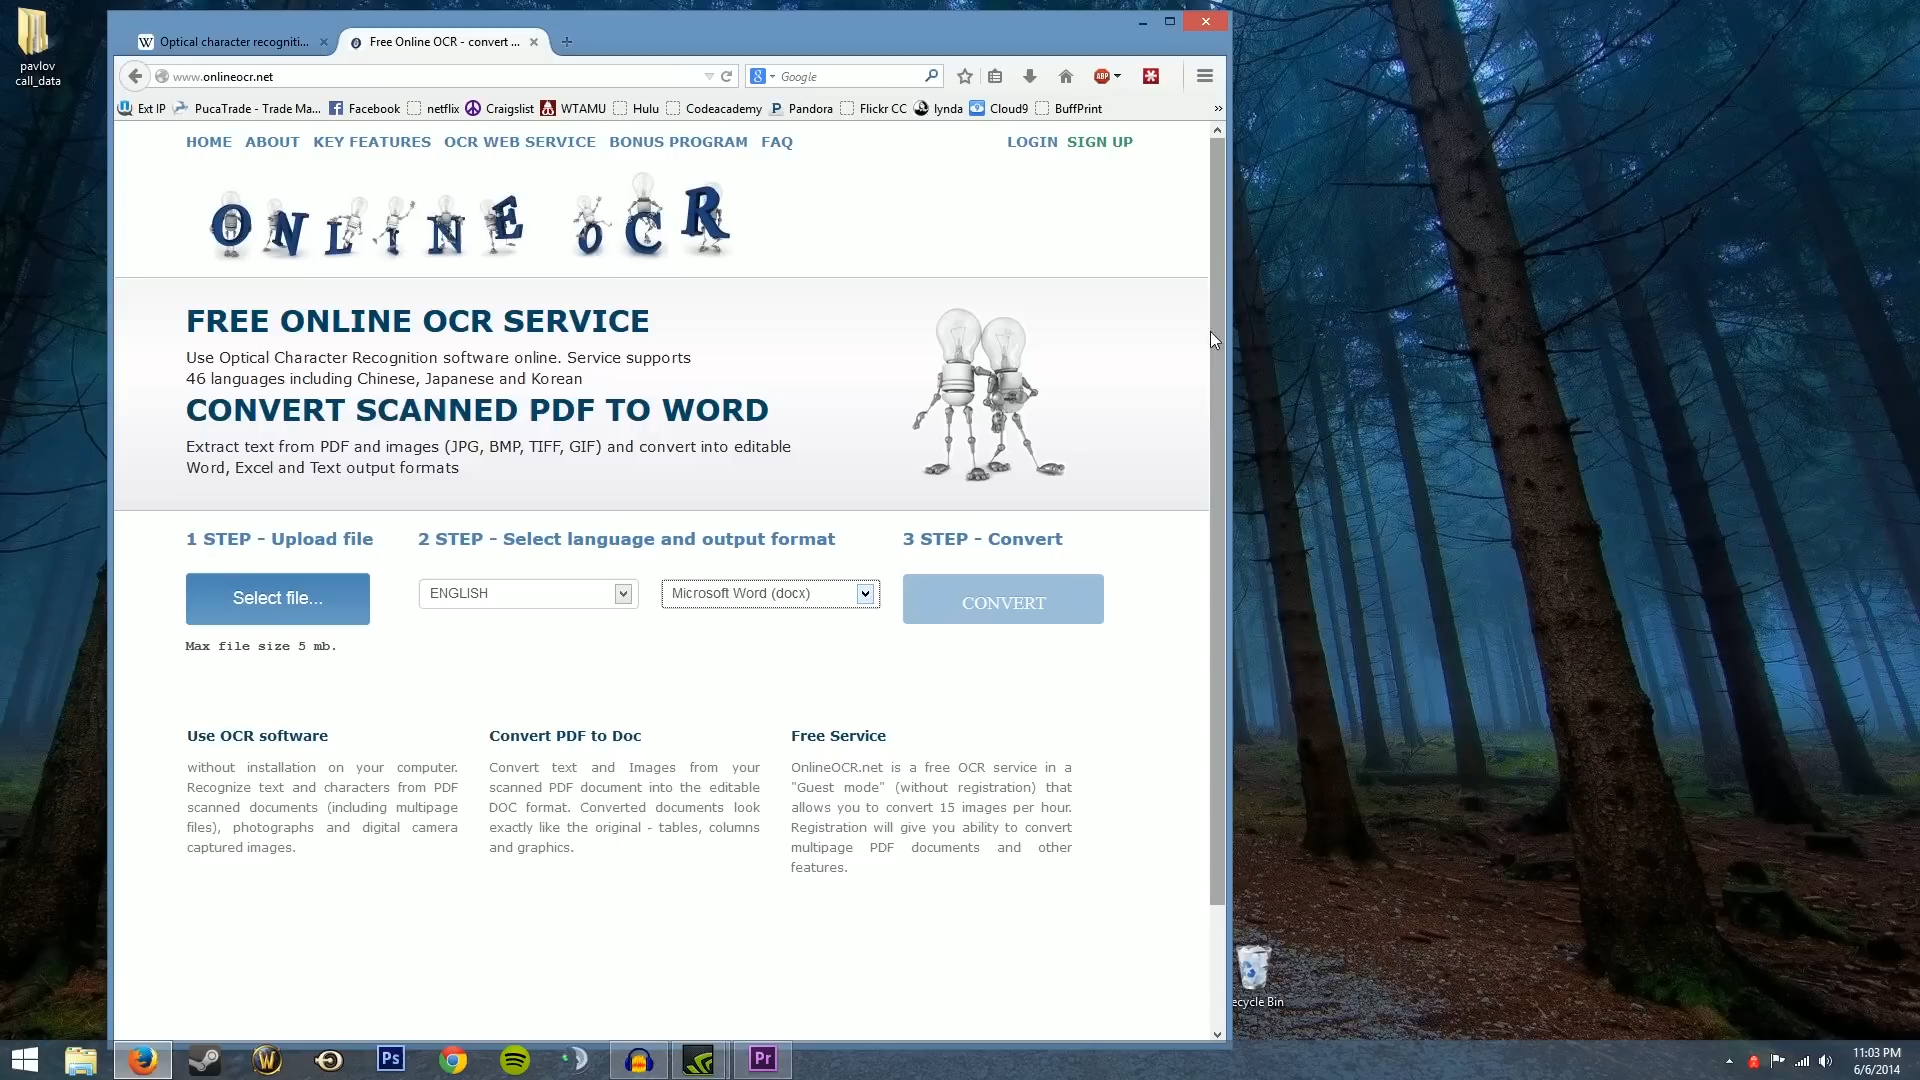 pavlov
call_data
Optical character recogniti...
Free Online OCR - convert ...
www.onlineocr.net
Google
ABP
Ext IP
PucaTrade - Trade Ma...
Facebook
netflix
Craigslist
WTAMU
Hulu
Codeacademy
Pandora
Flickr CC
lynda
Cloud9
BuffPrint
HOME ABOUT KEY FEATURES OCR WEB SERVICE BONUS PROGRAM FAQ
LOGIN SIGN UP
ONLINE OCR
FREE ONLINE OCR SERVICE
Use Optical Character Recognition software online. Service supports
46 languages including Chinese, Japanese and Korean
CONVERT SCANNED PDF TO WORD
Extract text from PDF and images (JPG, BMP, TIFF, GIF) and convert into editable
Word, Excel and Text output formats
1 STEP - Upload file
2 STEP - Select language and output format
3 STEP - Convert
Select file...
ENGLISH
Microsoft Word (docx)
CONVERT
Max file size 5 mb.
Use OCR software
without installation on your computer.
Recognize text and characters from PDF
scanned documents (including multipage
files), photographs and digital camera
captured images.
Convert PDF to Doc
Convert text and Images from your
scanned PDF document into the editable
DOC format. Converted documents look
exactly like the original - tables, columns
and graphics.
Free Service
OnlineOCR.net is a free OCR service in a
"Guest mode" (without registration) that
allows you to convert 15 images per hour.
Registration will give you ability to convert
multipage PDF documents and other
features.
ecycle Bin
Ps
Pr
11:03 PM
6/6/2014